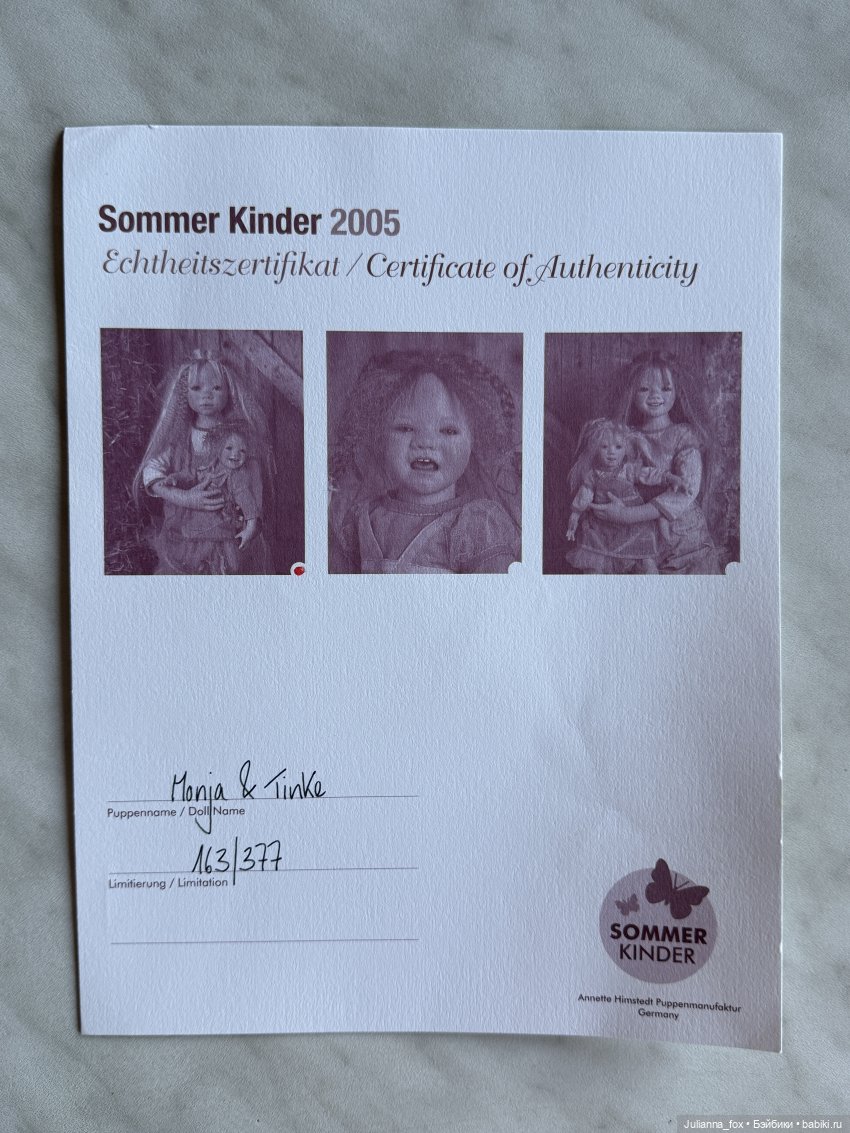 Sommer Kinder 2005
Echtheitszertifikat / Certificate of Authenticity
Monja & Tinke
Puppenname / Doll Name
163/377
Limitierung / Limitation
SOMMER
KINDER
Annette Himstedt Puppenmanufaktur
Germany
Julianna_fox • Бэйбики • babiki.ru